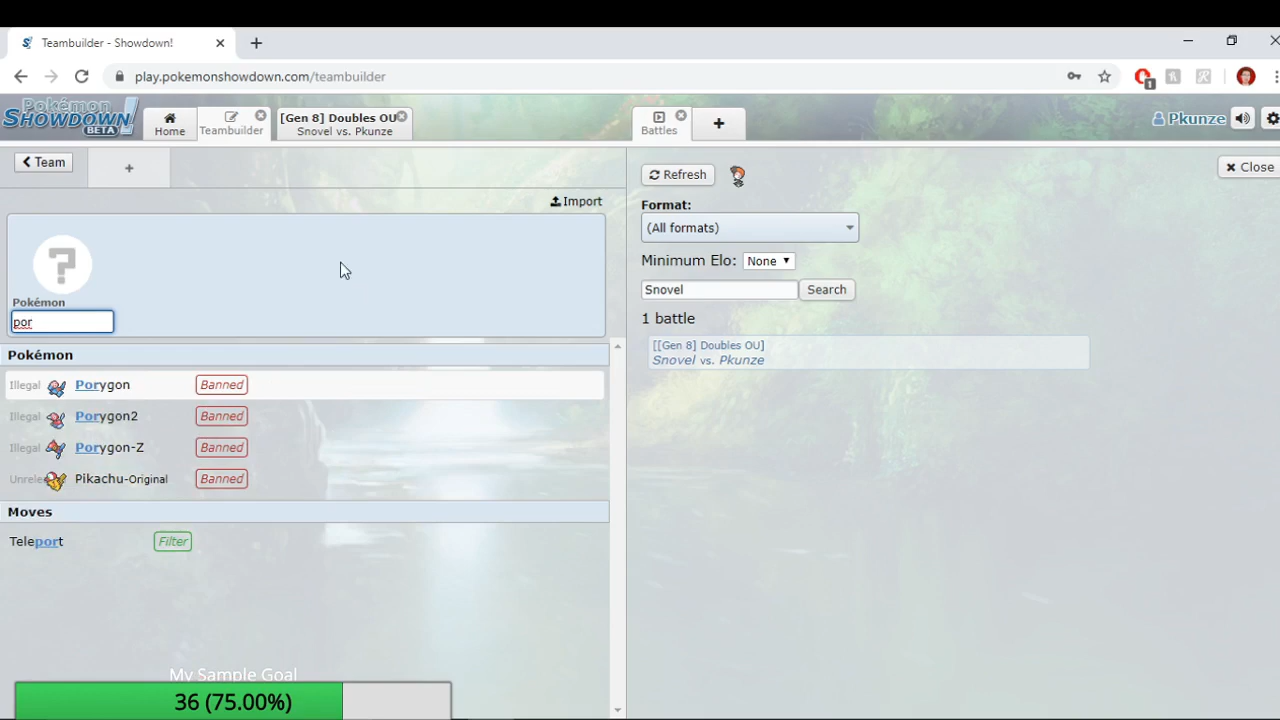 Teambuilder - Showdown!
play.pokemonshowdown.com/teambuilder
1
Pokémon
SHOWDOWN!
BETA
Home
Teambuilder
[Gen 8] Doubles OU
Snovel vs. Pkunze
Battles
Pkunze
Team
Import
Pokémon
por
Pokémon
Illegal Porygon Banned
Illegal Porygon2 Banned
Illegal Porygon-Z Banned
Unrele Pikachu-Original Banned
Moves
Teleport Filter
My Sample Goal
36 (75.00%)
Refresh
Close
Format:
(All formats)
Minimum Elo: None
Snovel Search
1 battle
[[Gen 8] Doubles OU]
Snovel vs. Pkunze